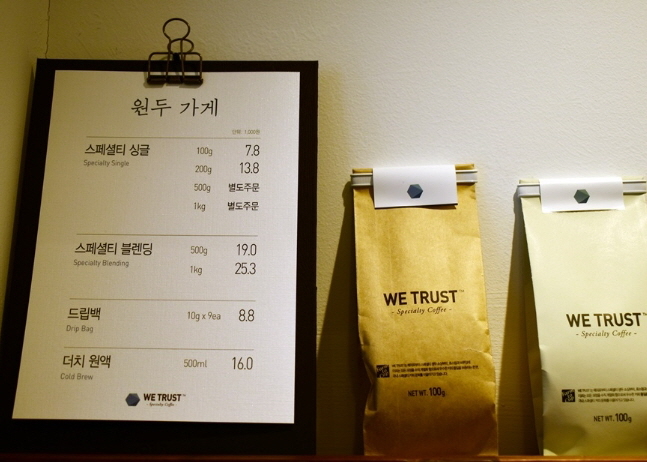 원두 가게
단위: 1,000원
스페셜티 싱글 100g 7.8
Specialty Single
200g 13.8
500g 별도주문
1kg 별도주문
스페셜티 블렌딩 500g 19.0
Specialty Blending
1kg 25.3
드립백 10g x 9ea 8.8
Drip Bag
더치 원액 500ml 16.0
Cold Brew
WE TRUST™
- Specialty Coffee -
WE TRUST™
- Specialty Coffee -
NET WT. 100g
WE TRUST™
- Specialty Coffee -
NET WT. 100g